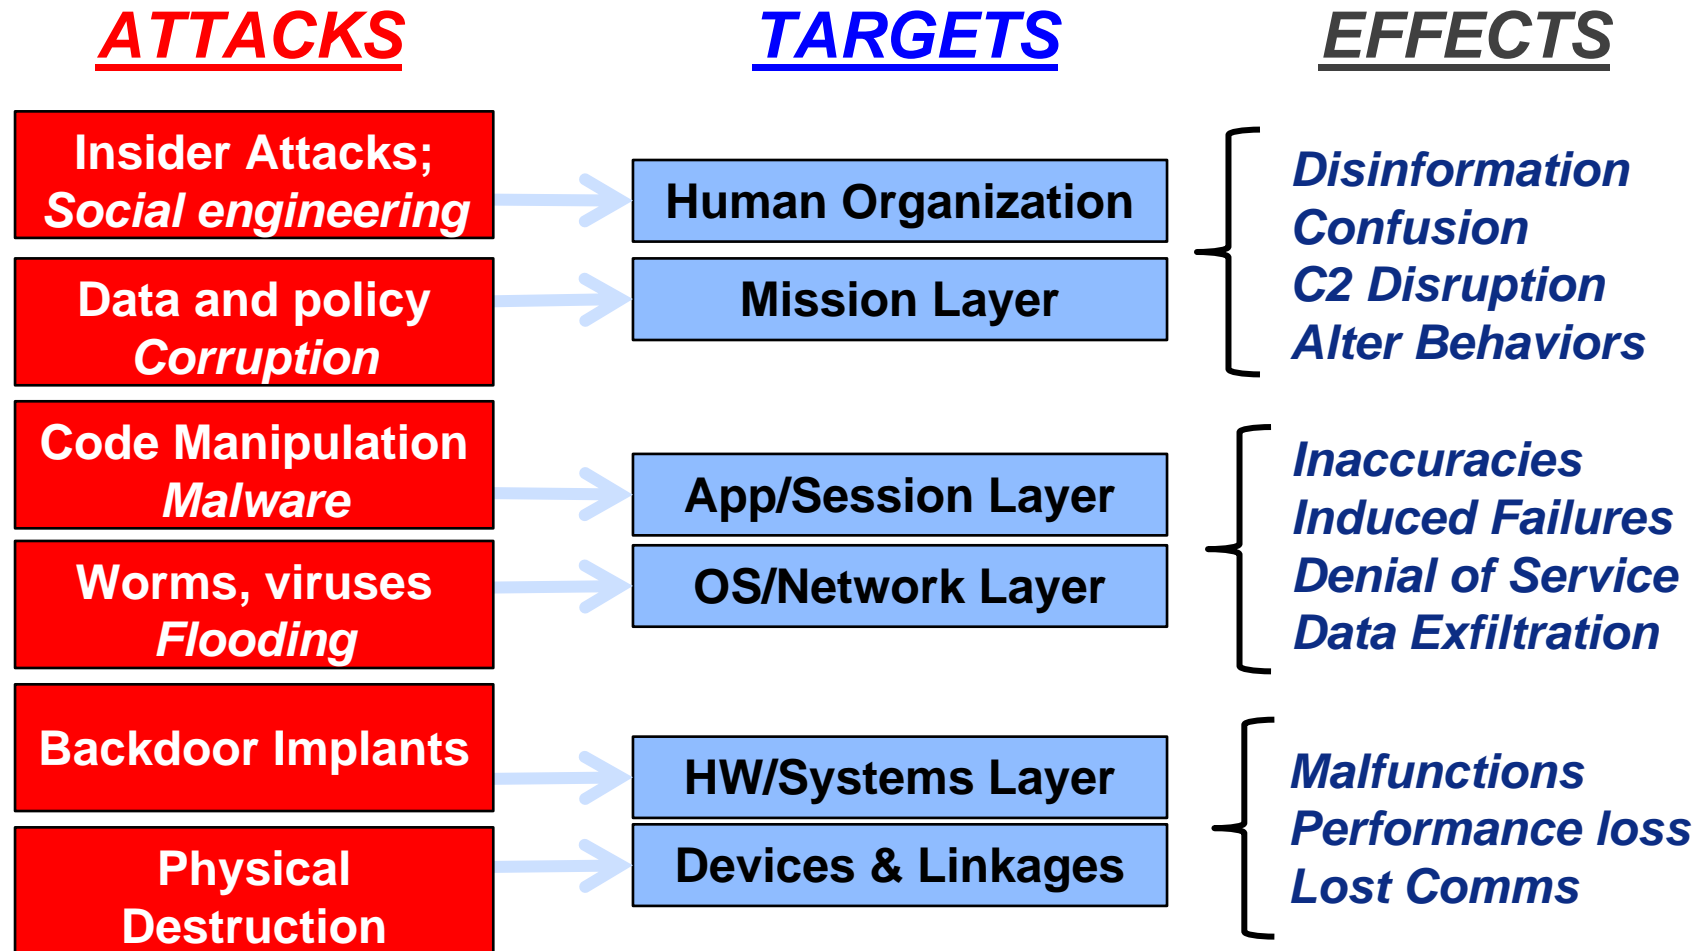 ATTACKS
TARGETS
EFFECTS
Insider Attacks;
Social engineering
Human Organization
Disinformation
Confusion
C2 Disruption
Alter Behaviors
Data and policy
Corruption
Mission Layer
Code Manipulation
Malware
App/Session Layer
Inaccuracies
Induced Failures
Denial of Service
Data Exfiltration
Worms, viruses
Flooding
OS/Network Layer
Backdoor Implants
HW/Systems Layer
Malfunctions
Performance loss
Lost Comms
Physical
Destruction
Devices & Linkages